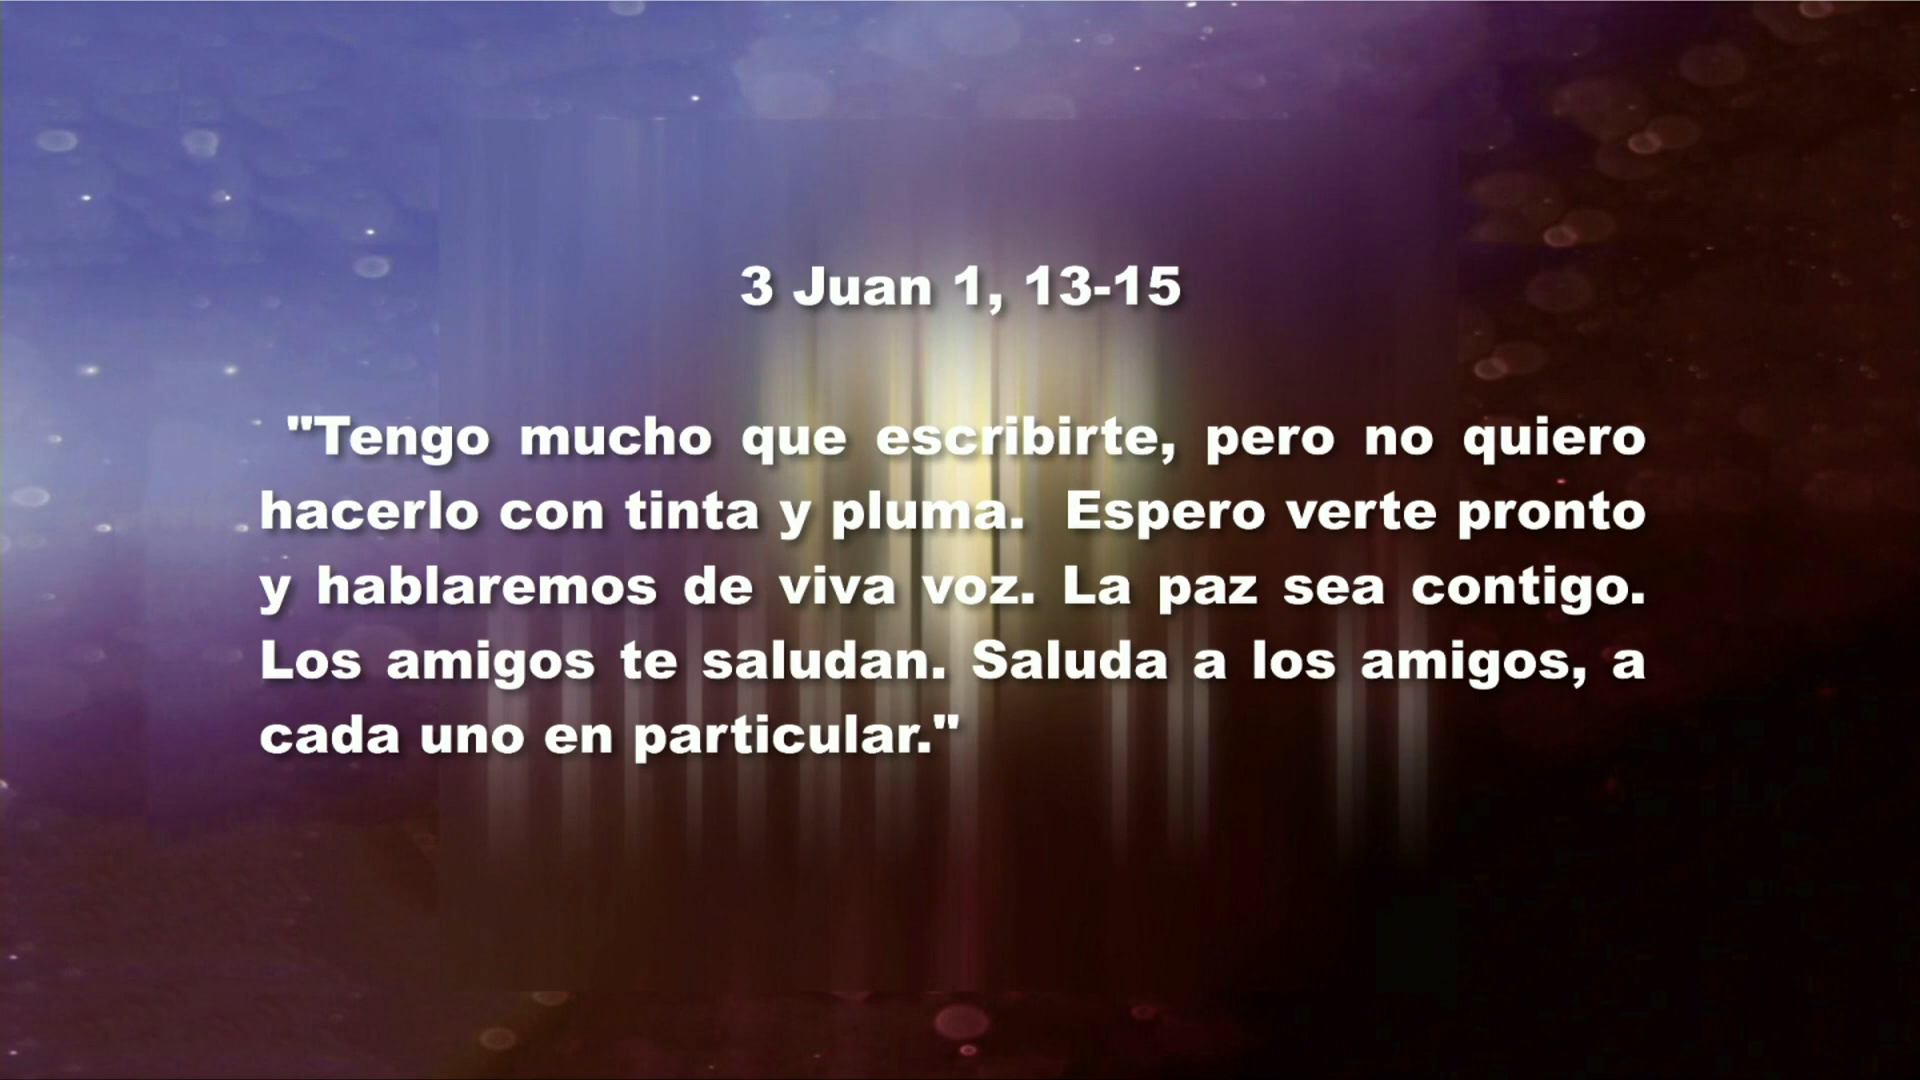 3 Juan 1, 13-15
"Tengo mucho que escribirte, pero no quiero
hacerlo con tinta y pluma.  Espero verte pronto
y hablaremos de viva voz. La paz sea contigo.
Los amigos te saludan. Saluda a los amigos, a
cada uno en particular."